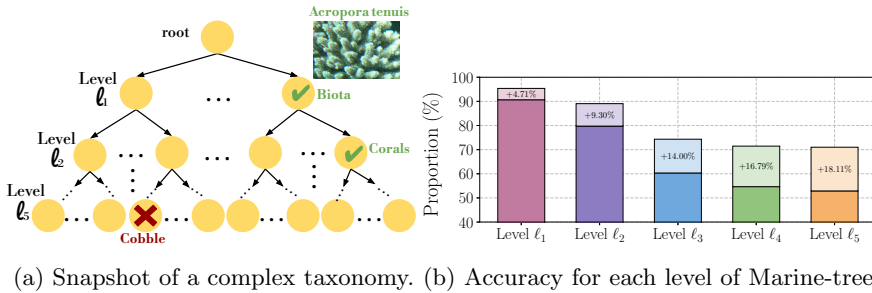 Acropora tenuis
root
Level
ℓ1
...
Biota
Level
ℓ2
Corals
Level
ℓ5
Cobble
Proportion (%)
100
90
80
70
60
50
40
+4.71%
+9.30%
+14.00%
+16.79%
+18.11%
Level ℓ1 Level ℓ2 Level ℓ3 Level ℓ4 Level ℓ5
(a) Snapshot of a complex taxonomy. (b) Accuracy for each level of Marine-tree